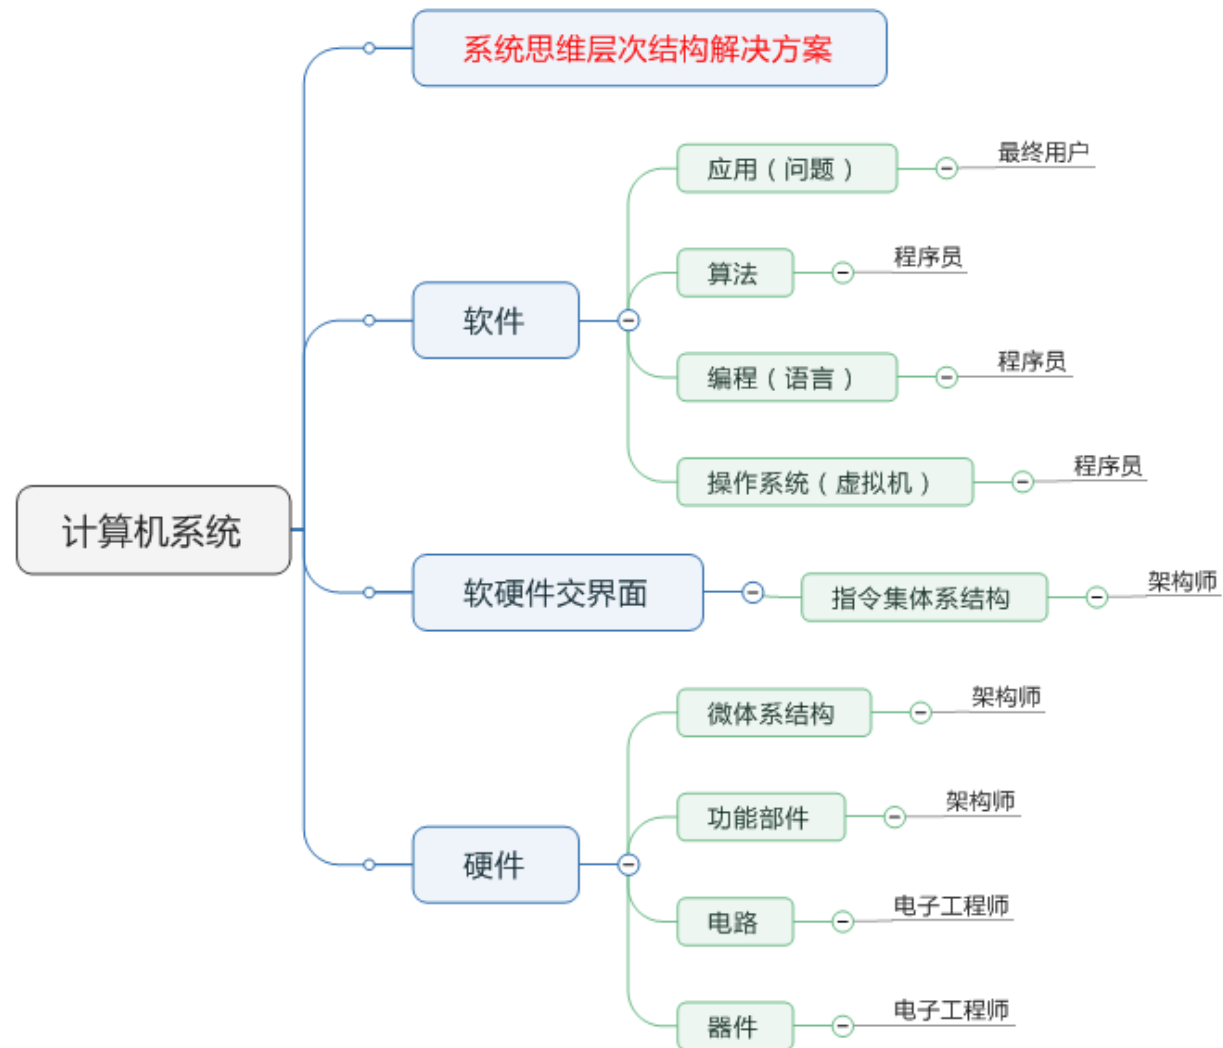 系统思维层次结构解决方案
应用（问题）
最终用户
算法
程序员
软件
编程（语言）
程序员
操作系统（虚拟机）
程序员
计算机系统
软硬件交界面
指令集体系结构
架构师
微体系结构
架构师
功能部件
架构师
硬件
电路
电子工程师
器件
电子工程师